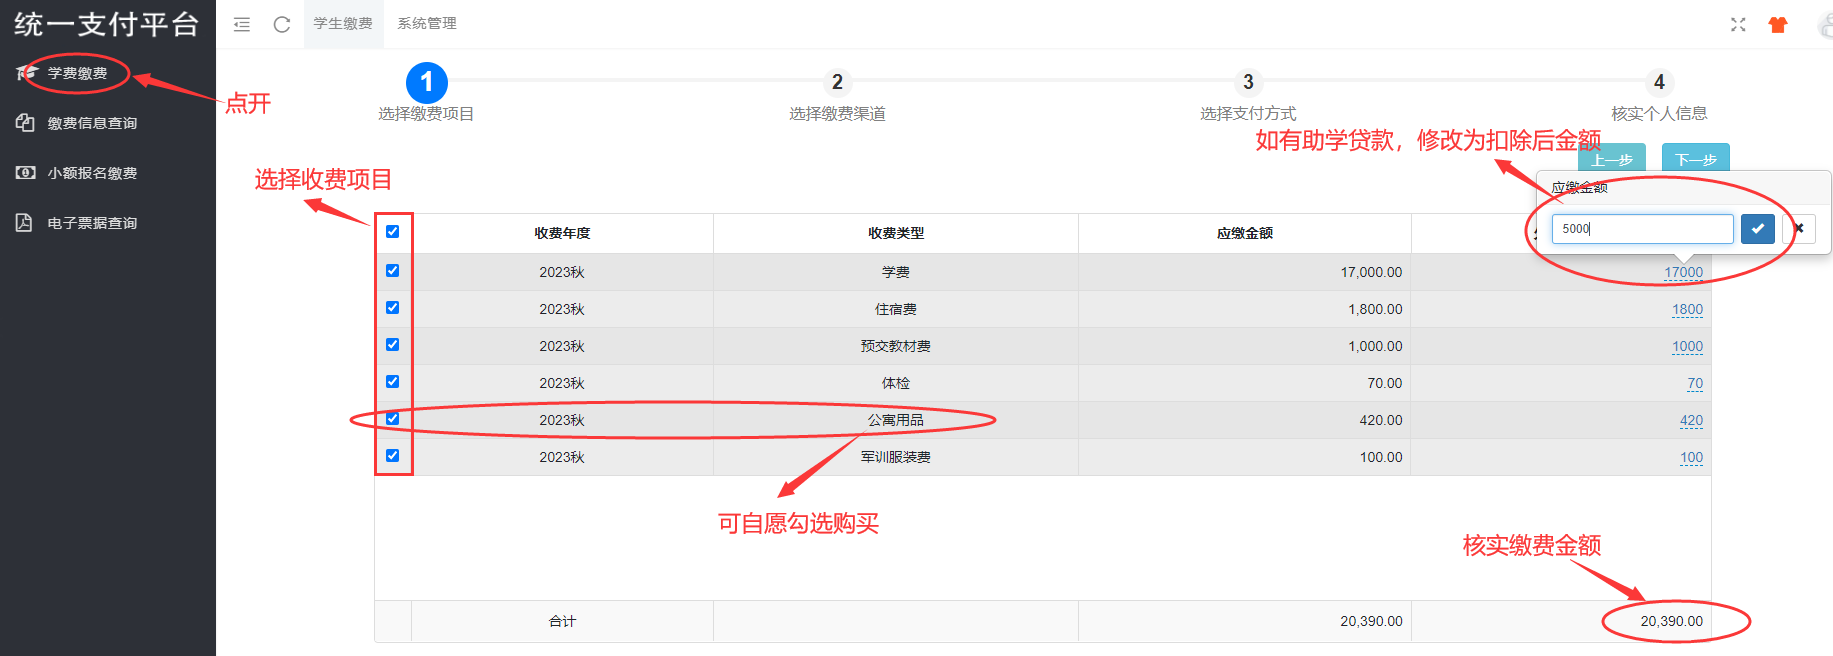 统一支付平台
学生缴费 系统管理
学费缴费
点开
缴费信息查询
小额报名缴费
电子票据查询
1 2 3 4
选择缴费项目 选择缴费渠道 选择支付方式 核实个人信息
如有助学贷款，修改为扣除后金额
上一步 下一步
选择收费项目
应缴金额
5000
收费年度 收费类型 应缴金额
2023秋 学费 17,000.00 17000
2023秋 住宿费 1,800.00 1800
2023秋 预交教材费 1,000.00 1000
2023秋 体检 70.00 70
2023秋 公寓用品 420.00 420
2023秋 军训服装费 100.00 100
可自愿勾选购买
核实缴费金额
合计 20,390.00 20,390.00